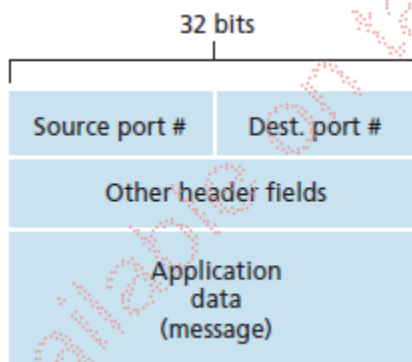 32 bits
Source port # Dest. port #
Other header fields
Application
data
(message)